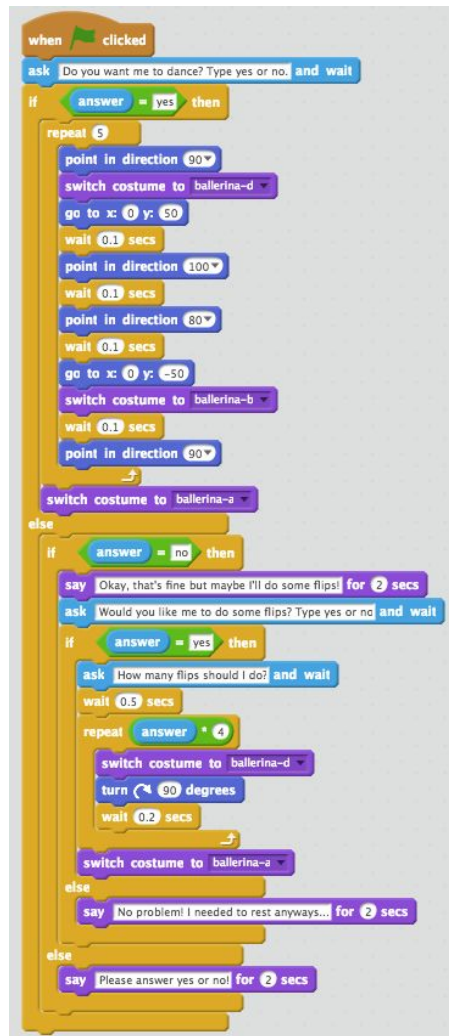 when clicked
ask Do you want me to dance? Type yes or no. and wait
if answer = yes then
repeat 5
point in direction 90
switch costume to ballerina-d
go to x: 0 y: 50
wait 0.1 secs
point in direction 100
wait 0.1 secs
point in direction 80
wait 0.1 secs
go to x: 0 y: -50
switch costume to ballerina-b
wait 0.1 secs
point in direction 90
switch costume to ballerina-a
else
if answer = no then
say Okay, that's fine but maybe I'll do some flips! for 2 secs
ask Would you like me to do some flips? Type yes or no and wait
if answer = yes then
ask How many flips should I do? and wait
wait 0.5 secs
repeat answer * 4
switch costume to ballerina-d
turn 90 degrees
wait 0.2 secs
switch costume to ballerina-a
else
say No problem! I needed to rest anyways... for 2 secs
else
say Please answer yes or no! for 2 secs